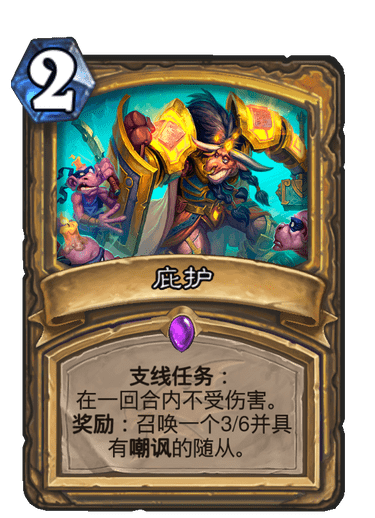 2
庇护
支线任务：
在一回合内不受伤害。
奖励：召唤一个3/6并具
有嘲讽的随从。